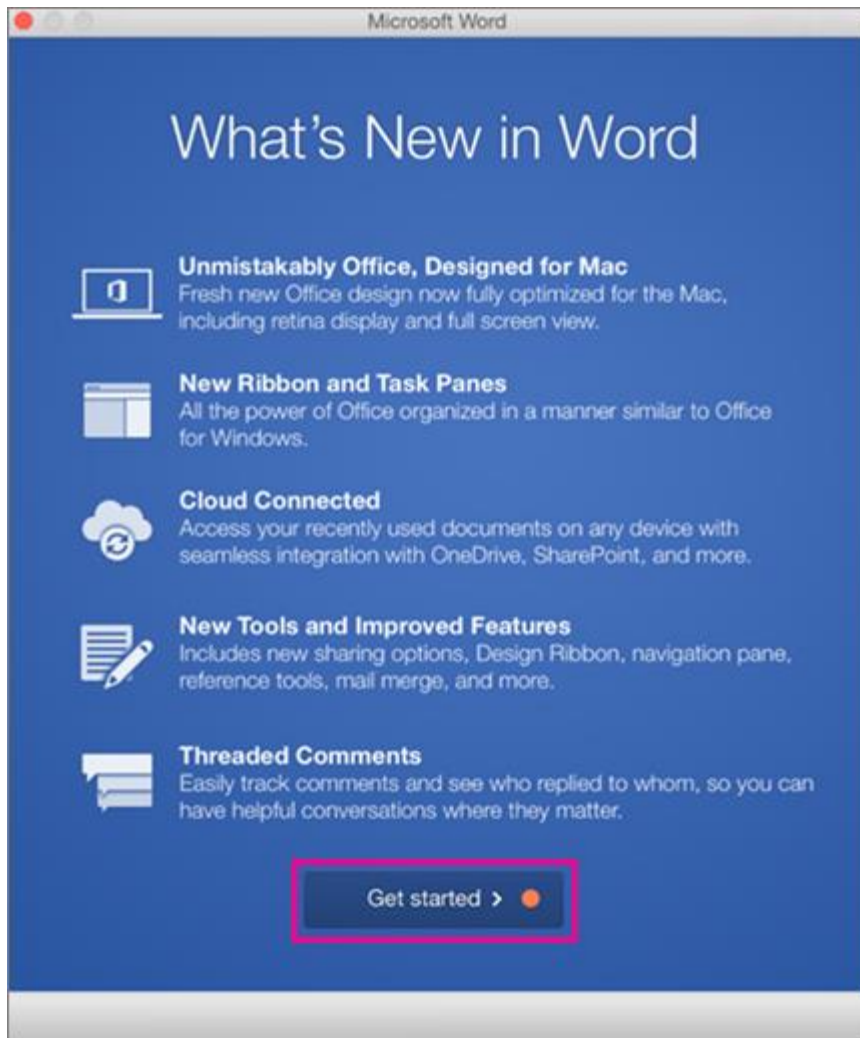 Microsoft Word
What's New in Word
Unmistakably Office, Designed for Mac
Fresh new Office design now fully optimized for the Mac,
including retina display and full screen view.
New Ribbon and Task Panes
All the power of Office organized in a manner similar to Office
for Windows.
Cloud Connected
Access your recently used documents on any device with
seamless integration with OneDrive, SharePoint, and more.
New Tools and Improved Features
Includes new sharing options, Design Ribbon, navigation pane,
reference tools, mail merge, and more.
Threaded Comments
Easily track comments and see who replied to whom, so you can
have helpful conversations where they matter.
Get started >